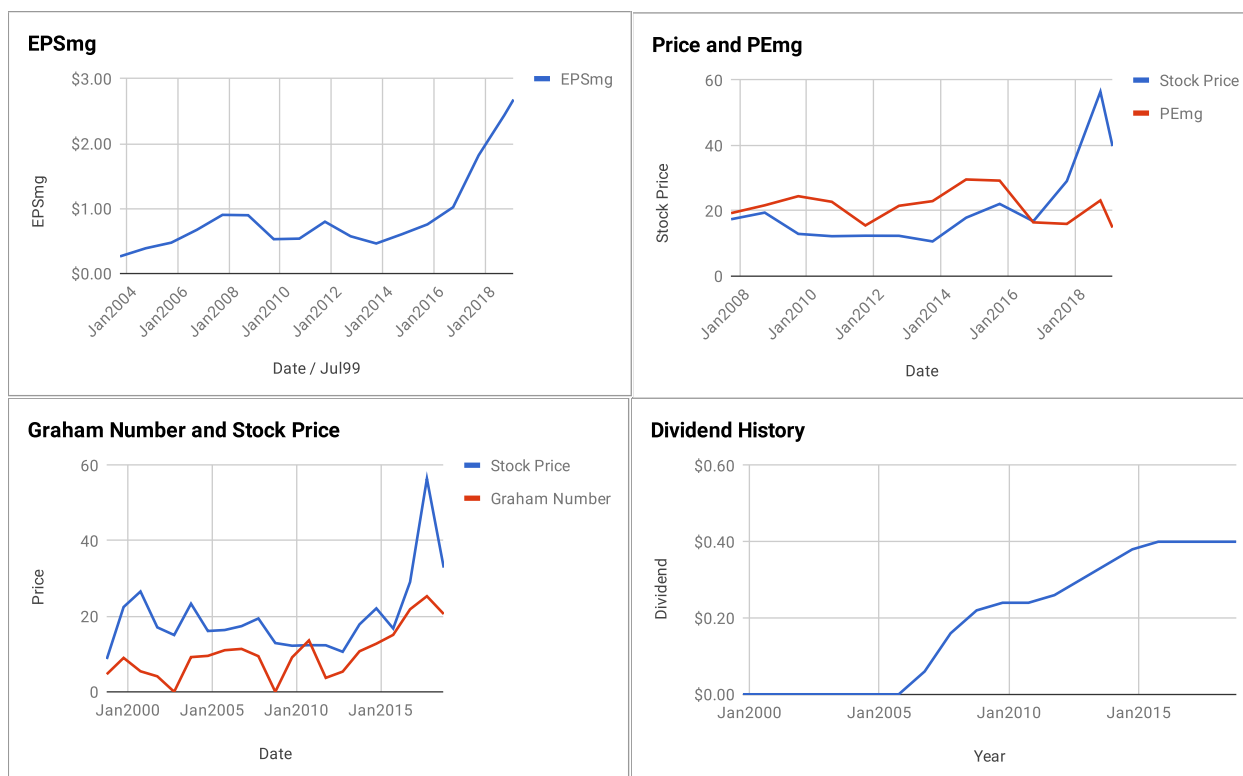 EPSmg
EPSmg
$3.00
$2.00
$1.00
$0.00
EPSmg
Jan2004
Jan2006
Jan2008
Jan2010
Jan2012
Jan2014
Jan2016
Jan2018
Date / Jul99
Price and PEmg
Stock Price
PEmg
60
40
20
0
Stock Price
Jan2008
Jan2010
Jan2012
Jan2014
Jan2016
Jan2018
Date
Graham Number and Stock Price
Stock Price
Graham Number
60
40
20
0
Price
Jan2000
Jan2005
Jan2010
Jan2015
Date
Dividend History
$0.60
$0.40
$0.20
$0.00
Dividend
Jan2000
Jan2005
Jan2010
Jan2015
Year